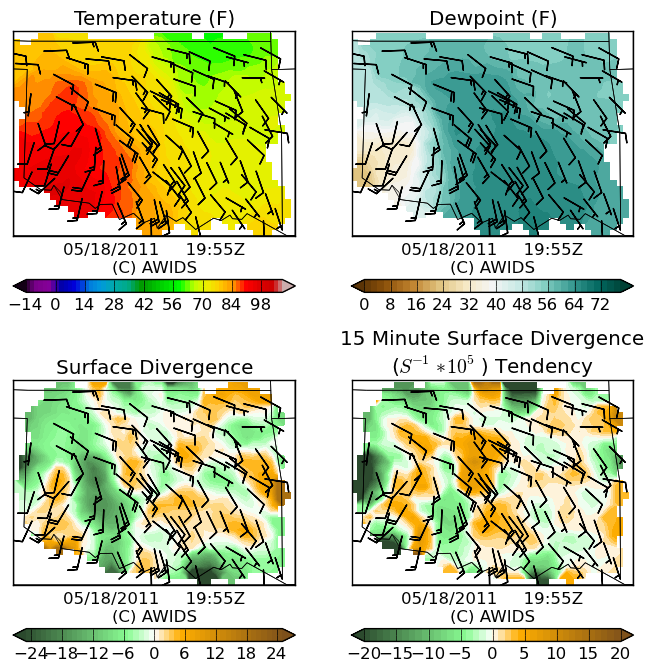 Temperature (F)
Dewpoint (F)
05/18/2011 19:55Z
(C) AWIDS
05/18/2011 19:55Z
(C) AWIDS
−14 0 14 28 42 56 70 84 98
0 8 16 24 32 40 48 56 64 72
Surface Divergence
15 Minute Surface Divergence
(S⁻¹ *10⁵ ) Tendency
05/18/2011 19:55Z
(C) AWIDS
05/18/2011 19:55Z
(C) AWIDS
−24 −18 −12 −6 0 6 12 18 24
−20 −15 −10 −5 0 5 10 15 20